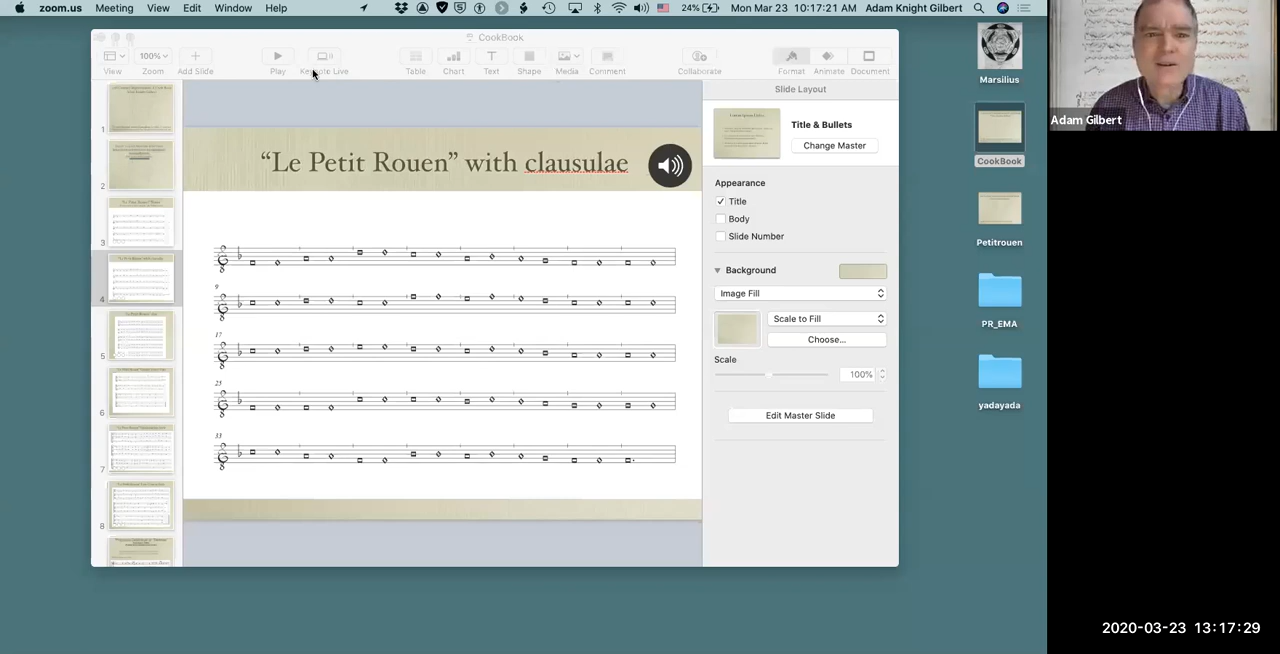 zoom.us Meeting View Edit Window Help 24% Mon Mar 23 10:17:21 AM Adam Knight Gilbert
CookBook
100%
View Zoom Add Slide Play Keynote Live Table Chart Text Shape Media Comment Collaborate Format Animate Document
Slide Layout
Title & Bullets
Change Master
"Le Petit Rouen" with clausulae
Appearance
Title
Body
Slide Number
Background
Image Fill
Scale to Fill
Choose...
Scale
100%
Edit Master Slide
1
2
3
4
5
6
7
8
9
17
25
33
Marsilius
CookBook
Petitrouen
PR_EMA
yadayada
Adam Gilbert
2020-03-23 13:17:29